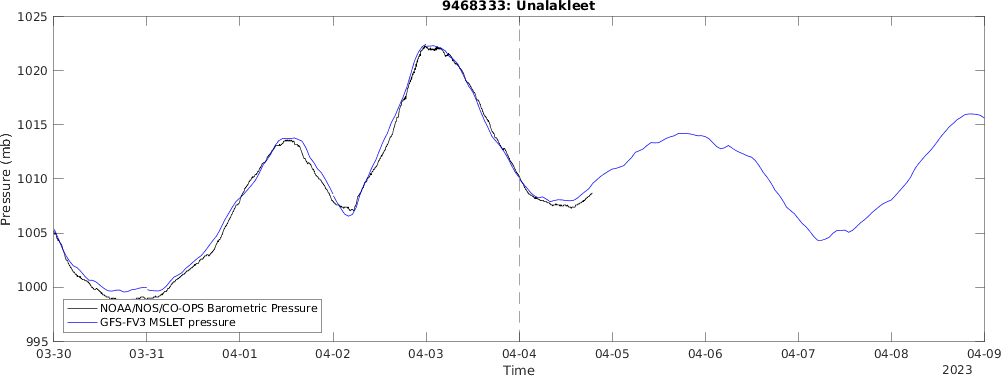 9468333: Unalakleet
1025
1020
1015
1010
1005
1000
995
Pressure (mb)
NOAA/NOS/CO-OPS Barometric Pressure
GFS-FV3 MSLET pressure
03-30 03-31 04-01 04-02 04-03 04-04 04-05 04-06 04-07 04-08 04-09
Time
2023